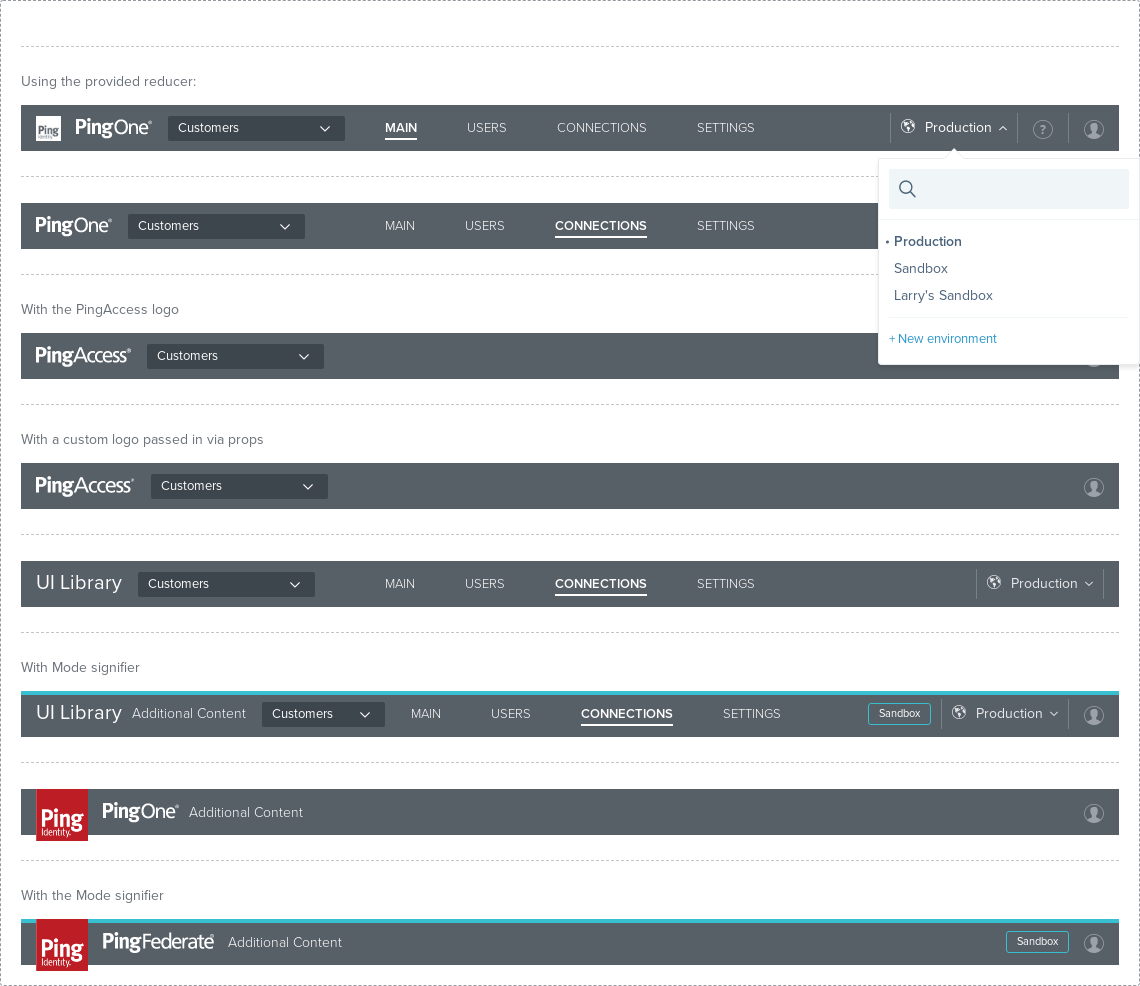 Using the provided reducer:
Ping Identity. PingOne® Customers MAIN USERS CONNECTIONS SETTINGS Production ?
PingOne® Customers MAIN USERS CONNECTIONS SETTINGS
• Production
Sandbox
Larry's Sandbox
+ New environment
With the PingAccess logo
PingAccess® Customers
With a custom logo passed in via props
PingAccess® Customers
UI Library Customers MAIN USERS CONNECTIONS SETTINGS Production
With Mode signifier
UI Library Additional Content Customers MAIN USERS CONNECTIONS SETTINGS Sandbox Production
Ping Identity. PingOne® Additional Content
With the Mode signifier
Ping Identity. PingFederate® Additional Content Sandbox